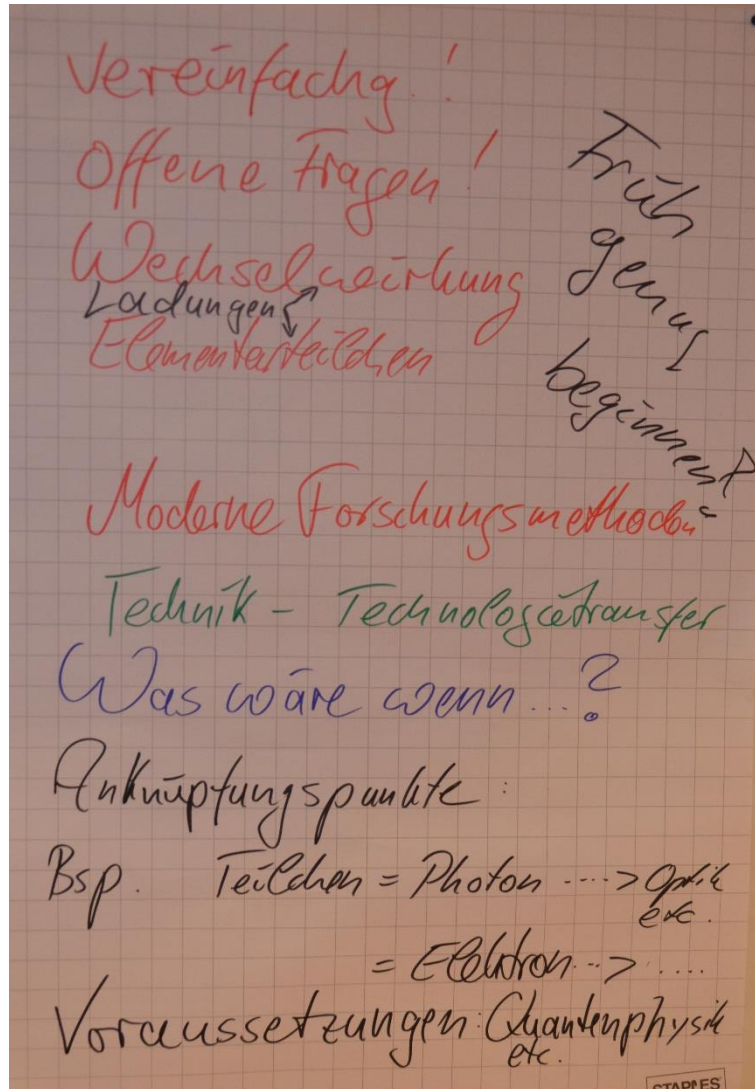 Vereinfachg.!
Offene Fragen!
Früh
genug
beginnen?
Wechselwirkung
Ladungen
Elementarteilchen
Moderne Forschungsmethoden
Technik - Technologietransfer
Was wäre wenn...?
Anknüpfungspunkte:
Bsp. Teilchen = Photon ----> Optik
etc.
= Elektron --> ....
Voraussetzungen: Quantenphysik
etc.
STAPLES